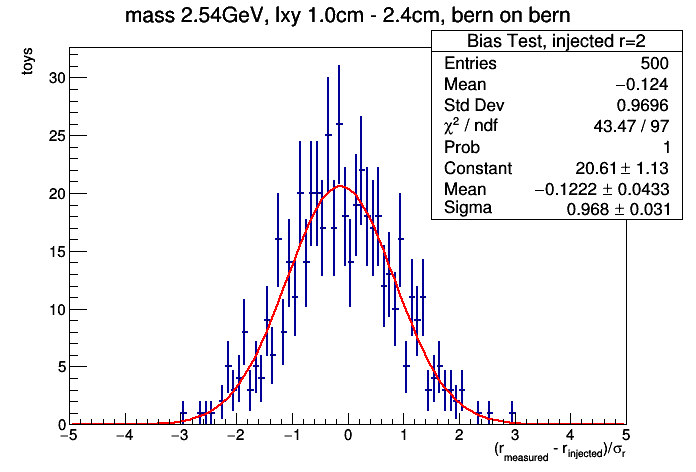 mass 2.54GeV, lxy 1.0cm - 2.4cm, bern on bern
toys
Bias Test, injected r=2
Entries 500
Mean −0.124
Std Dev 0.9696
χ² / ndf 43.47 / 97
Prob 1
Constant 20.61 ± 1.13
Mean −0.1222 ± 0.0433
Sigma 0.968 ± 0.031
30
25
20
15
10
5
0
−5 −4 −3 −2 −1 0 1 2 3 4 5
(r_measured - r_injected)/σ_r